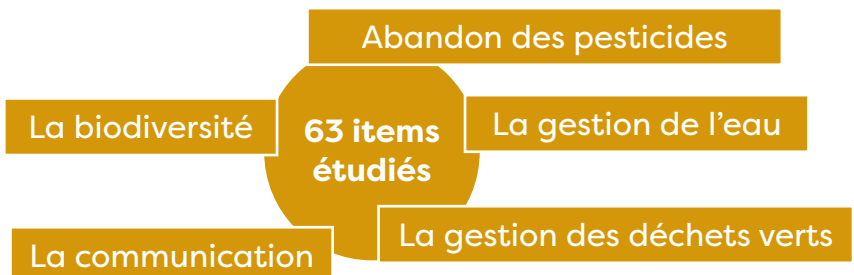 Abandon des pesticides
La biodiversité
63 items
étudiés
La gestion de l’eau
La gestion des déchets verts
La communication